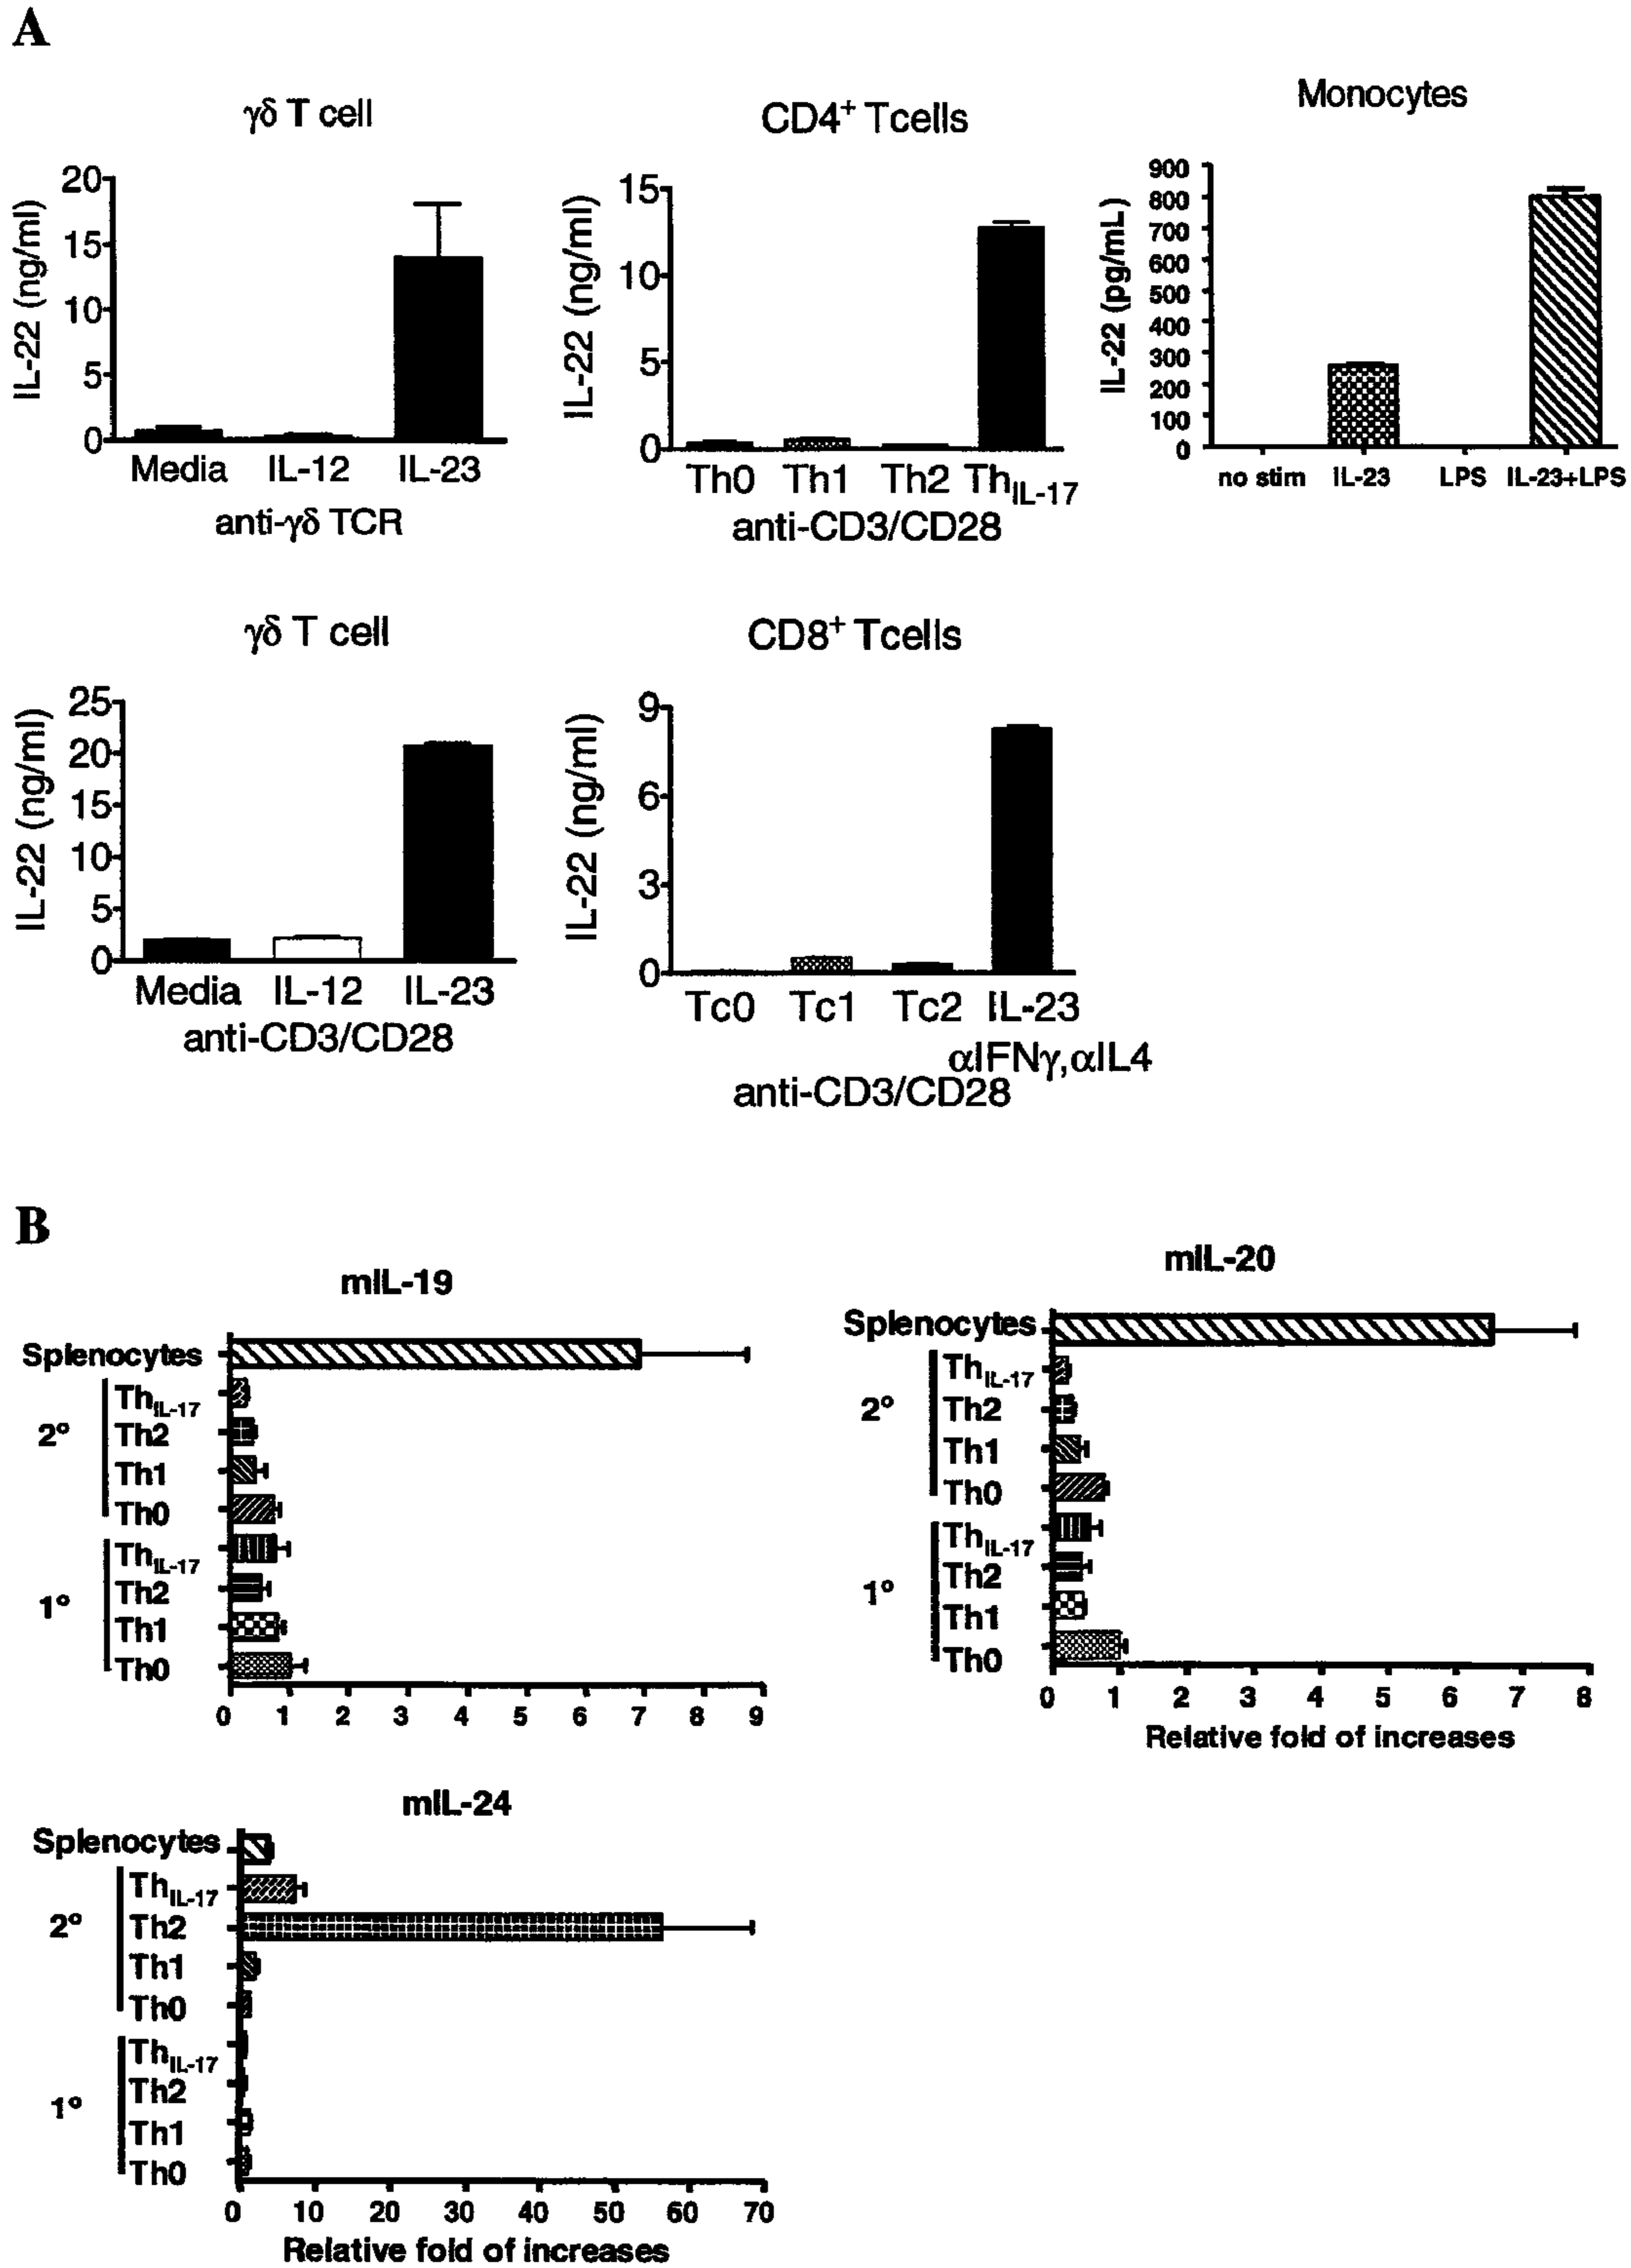 A
γδ T cell
IL-22 (ng/ml)
20
15
10
5
0
Media IL-12 IL-23
anti-γδ TCR
CD4+ Tcells
IL-22 (ng/ml)
15
10
5
0
Th0 Th1 Th2 ThIL-17
anti-CD3/CD28
Monocytes
IL-22 (pg/mL)
900
800
700
600
500
400
300
200
100
0
no stim IL-23 LPS IL-23+LPS
γδ T cell
IL-22 (ng/ml)
25
20
15
10
5
0
Media IL-12 IL-23
anti-CD3/CD28
CD8+ Tcells
IL-22 (ng/ml)
9
6
3
0
Tc0 Tc1 Tc2 IL-23
αIFNγ,αIL4
anti-CD3/CD28
B
mIL-19
Splenocytes
2º
ThIL-17
Th2
Th1
Th0
1º
ThIL-17
Th2
Th1
Th0
0 1 2 3 4 5 6 7 8 9
mIL-20
Splenocytes
2º
ThIL-17
Th2
Th1
Th0
1º
ThIL-17
Th2
Th1
Th0
0 1 2 3 4 5 6 7 8
Relative fold of increases
mIL-24
Splenocytes
2º
ThIL-17
Th2
Th1
Th0
1º
ThIL-17
Th2
Th1
Th0
0 10 20 30 40 50 60 70
Relative fold of increases